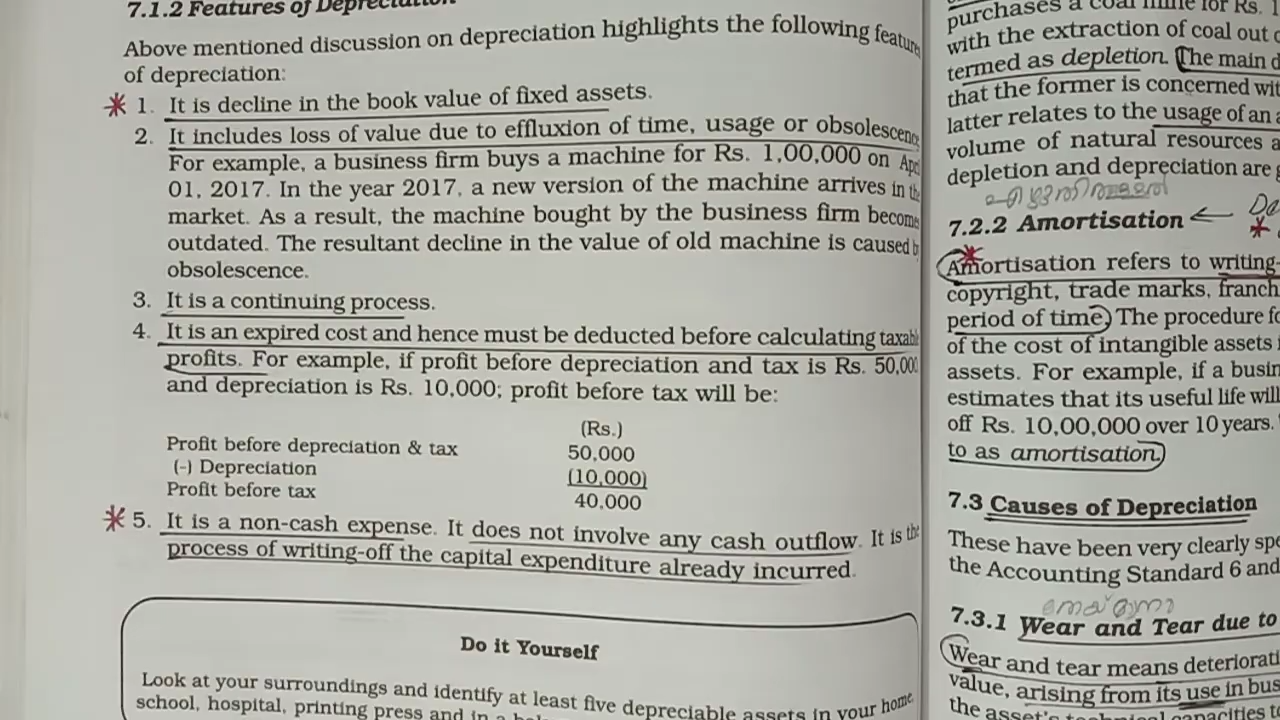 7.1.2 Features of Depreciation
Above mentioned discussion on depreciation highlights the following feature
of depreciation:
1. It is decline in the book value of fixed assets.
2. It includes loss of value due to effluxion of time, usage or obsolescence
For example, a business firm buys a machine for Rs. 1,00,000 on Apr
01, 2017. In the year 2017, a new version of the machine arrives in the
market. As a result, the machine bought by the business firm become
outdated. The resultant decline in the value of old machine is caused b
obsolescence.
3. It is a continuing process.
4. It is an expired cost and hence must be deducted before calculating taxabl
profits. For example, if profit before depreciation and tax is Rs. 50,000
and depreciation is Rs. 10,000; profit before tax will be:
(Rs.)
Profit before depreciation & tax 50,000
(-) Depreciation (10,000)
Profit before tax 40,000
5. It is a non-cash expense. It does not involve any cash outflow. It is the
process of writing-off the capital expenditure already incurred.
Do it Yourself
Look at your surroundings and identify at least five depreciable assets in your home,
school, hospital, printing press and in a
purchases a coal mine for Rs. 1
with the extraction of coal out
termed as depletion. The main d
that the former is concerned wit
latter relates to the usage of an a
volume of natural resources a
depletion and depreciation are
7.2.2 Amortisation ←
Amortisation refers to writing-
copyright, trade marks, franch
period of time. The procedure fo
of the cost of intangible assets
assets. For example, if a busin
estimates that its useful life will
off Rs. 10,00,000 over 10 years.
to as amortisation.
7.3 Causes of Depreciation
These have been very clearly spe
the Accounting Standard 6 and
7.3.1 Wear and Tear due to
Wear and tear means deteriorati
value, arising from its use in bus
the asset's technical capacities to